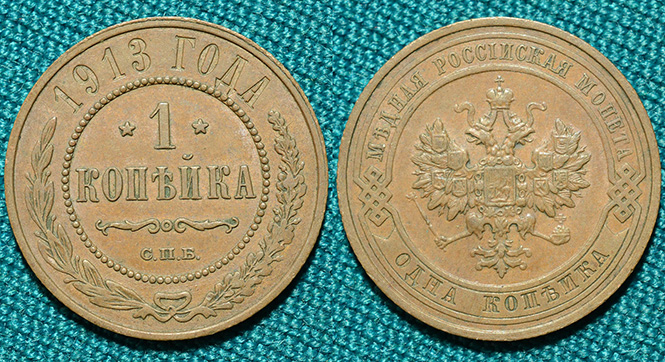 1913 ГОДА
1
КОПѢЙКА
С.П.Б.
МѢДНАЯ РОССІЙСКАЯ МОНЕТА
ОДНА КОПѢЙКА